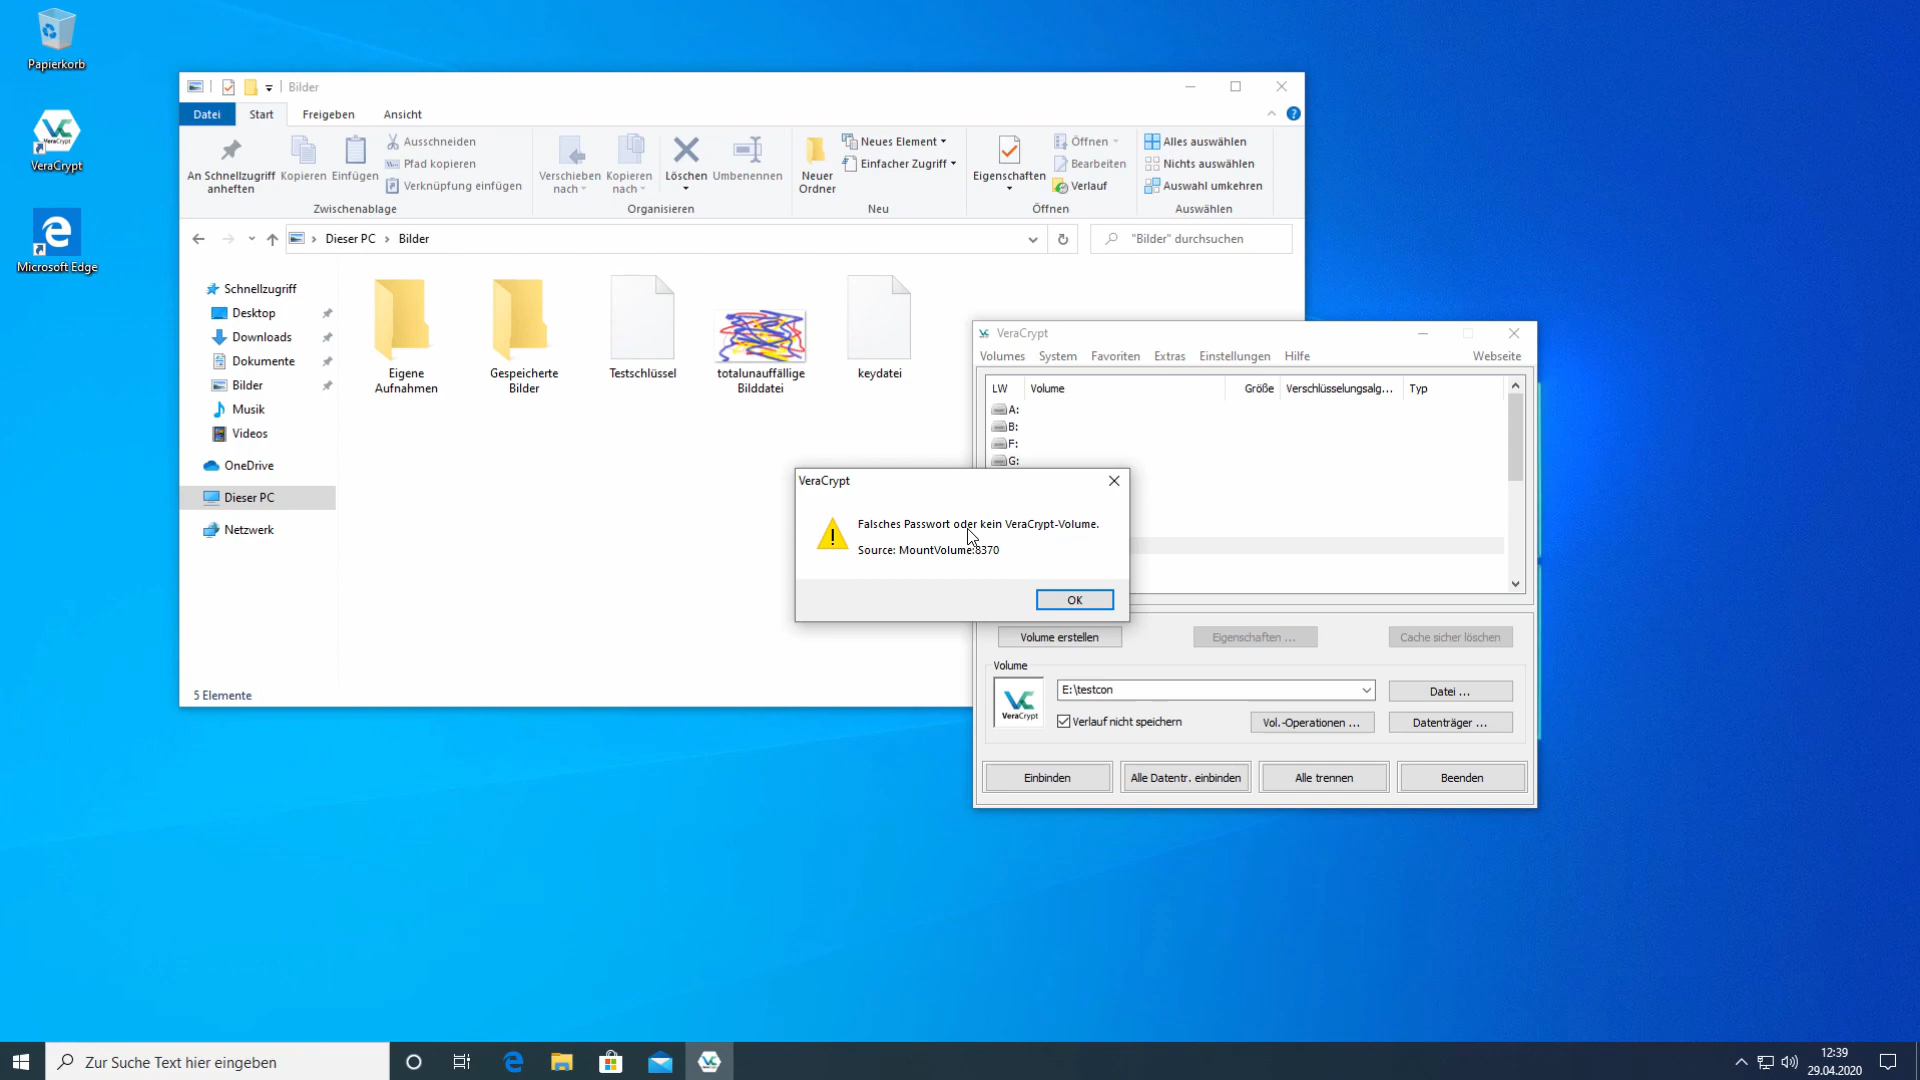 Papierkorb
VeraCrypt
Microsoft Edge
Bilder
Datei
Start
Freigeben
Ansicht
An Schnellzugriff
anheften
Kopieren
Einfügen
Ausschneiden
Pfad kopieren
Verknüpfung einfügen
Zwischenablage
Verschieben
nach
Kopieren
nach
Löschen
Umbenennen
Organisieren
Neuer
Ordner
Neues Element
Einfacher Zugriff
Neu
Eigenschaften
Öffnen
Bearbeiten
Verlauf
Öffnen
Alles auswählen
Nichts auswählen
Auswahl umkehren
Auswählen
Dieser PC
Bilder
"Bilder" durchsuchen
Schnellzugriff
Desktop
Downloads
Dokumente
Bilder
Musik
Videos
OneDrive
Dieser PC
Netzwerk
Eigene
Aufnahmen
Gespeicherte
Bilder
Testschlüssel
totalunauffällige
Bilddatei
keydatei
5 Elemente
VeraCrypt
Volumes System Favoriten Extras Einstellungen Hilfe Webseite
LW Volume Größe Verschlüsselungsalg... Typ
A:
B:
F:
G:
VeraCrypt
Falsches Passwort oder kein VeraCrypt-Volume.
Source: MountVolume:8370
OK
Volume erstellen
Eigenschaften ...
Cache sicher löschen
Volume
VeraCrypt
E:\testcon
Datei ...
Verlauf nicht speichern
Vol.-Operationen ...
Datenträger ...
Einbinden
Alle Datentr. einbinden
Alle trennen
Beenden
Zur Suche Text hier eingeben
12:39
29.04.2020